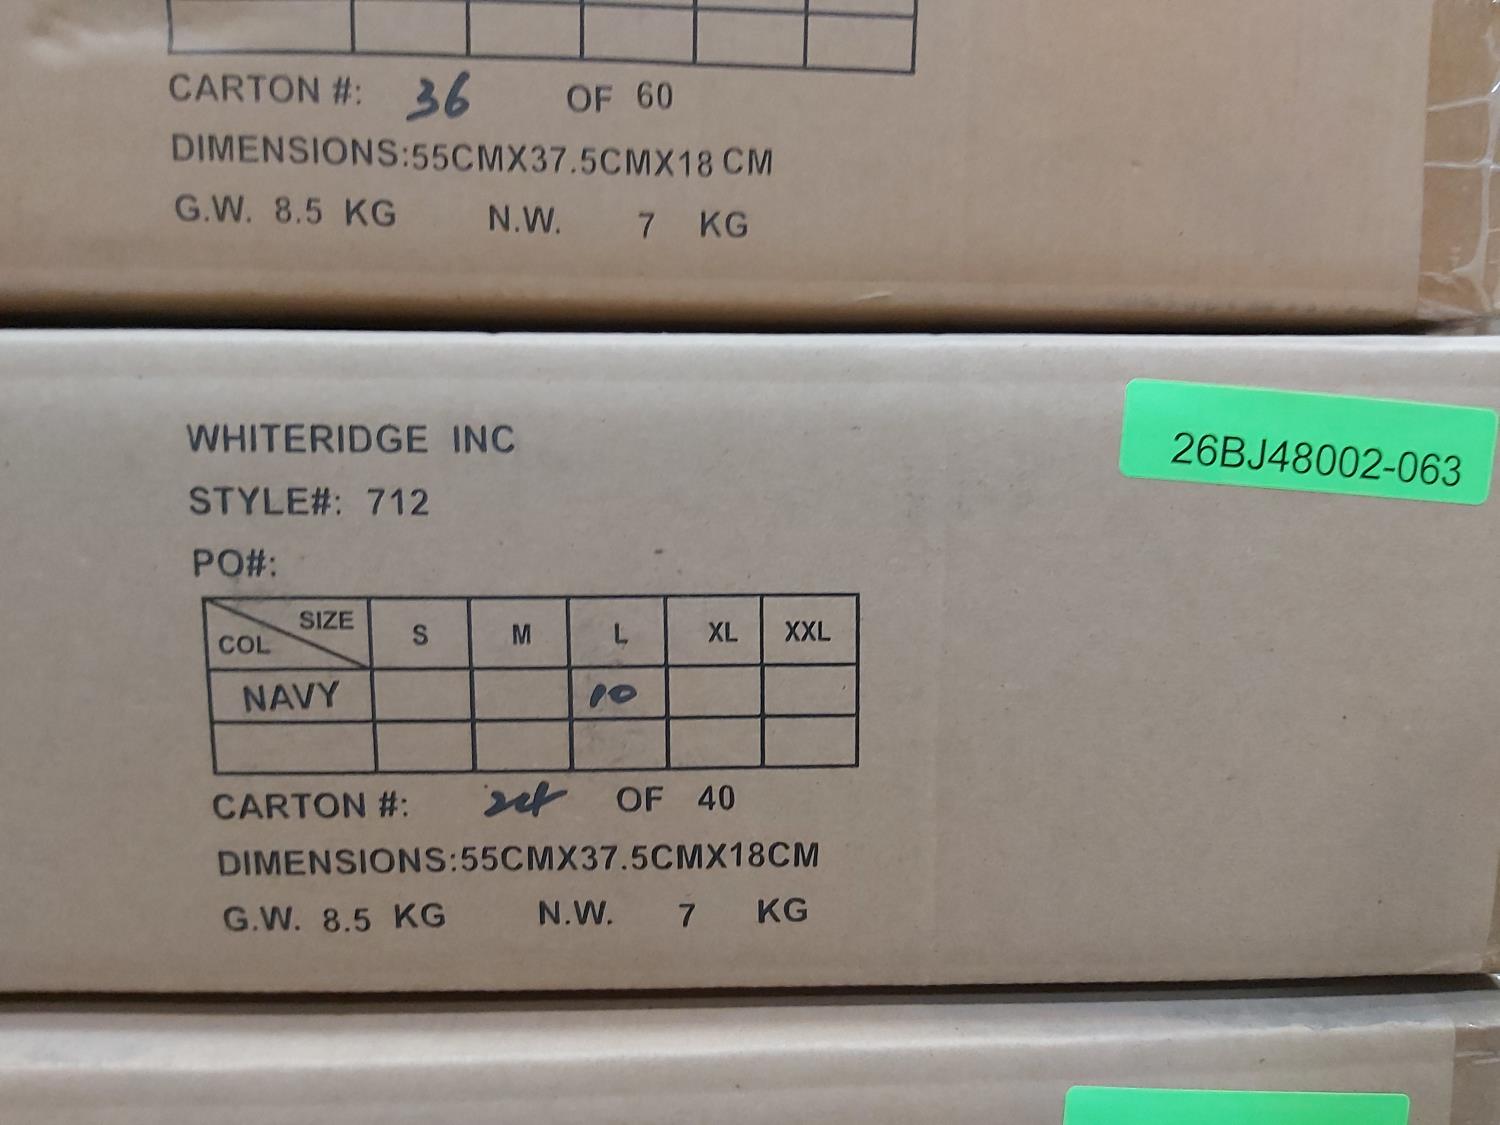 CARTON #: 36 OF 60
DIMENSIONS:55CMX37.5CMX18 CM
G.W. 8.5 KG N.W. 7 KG
WHITERIDGE INC
26BJ48002-063
STYLE#: 712
PO#:
SIZE
COL S M L XL XXL
NAVY 10
CARTON #: 24 OF 40
DIMENSIONS:55CMX37.5CMX18CM
G.W. 8.5 KG N.W. 7 KG